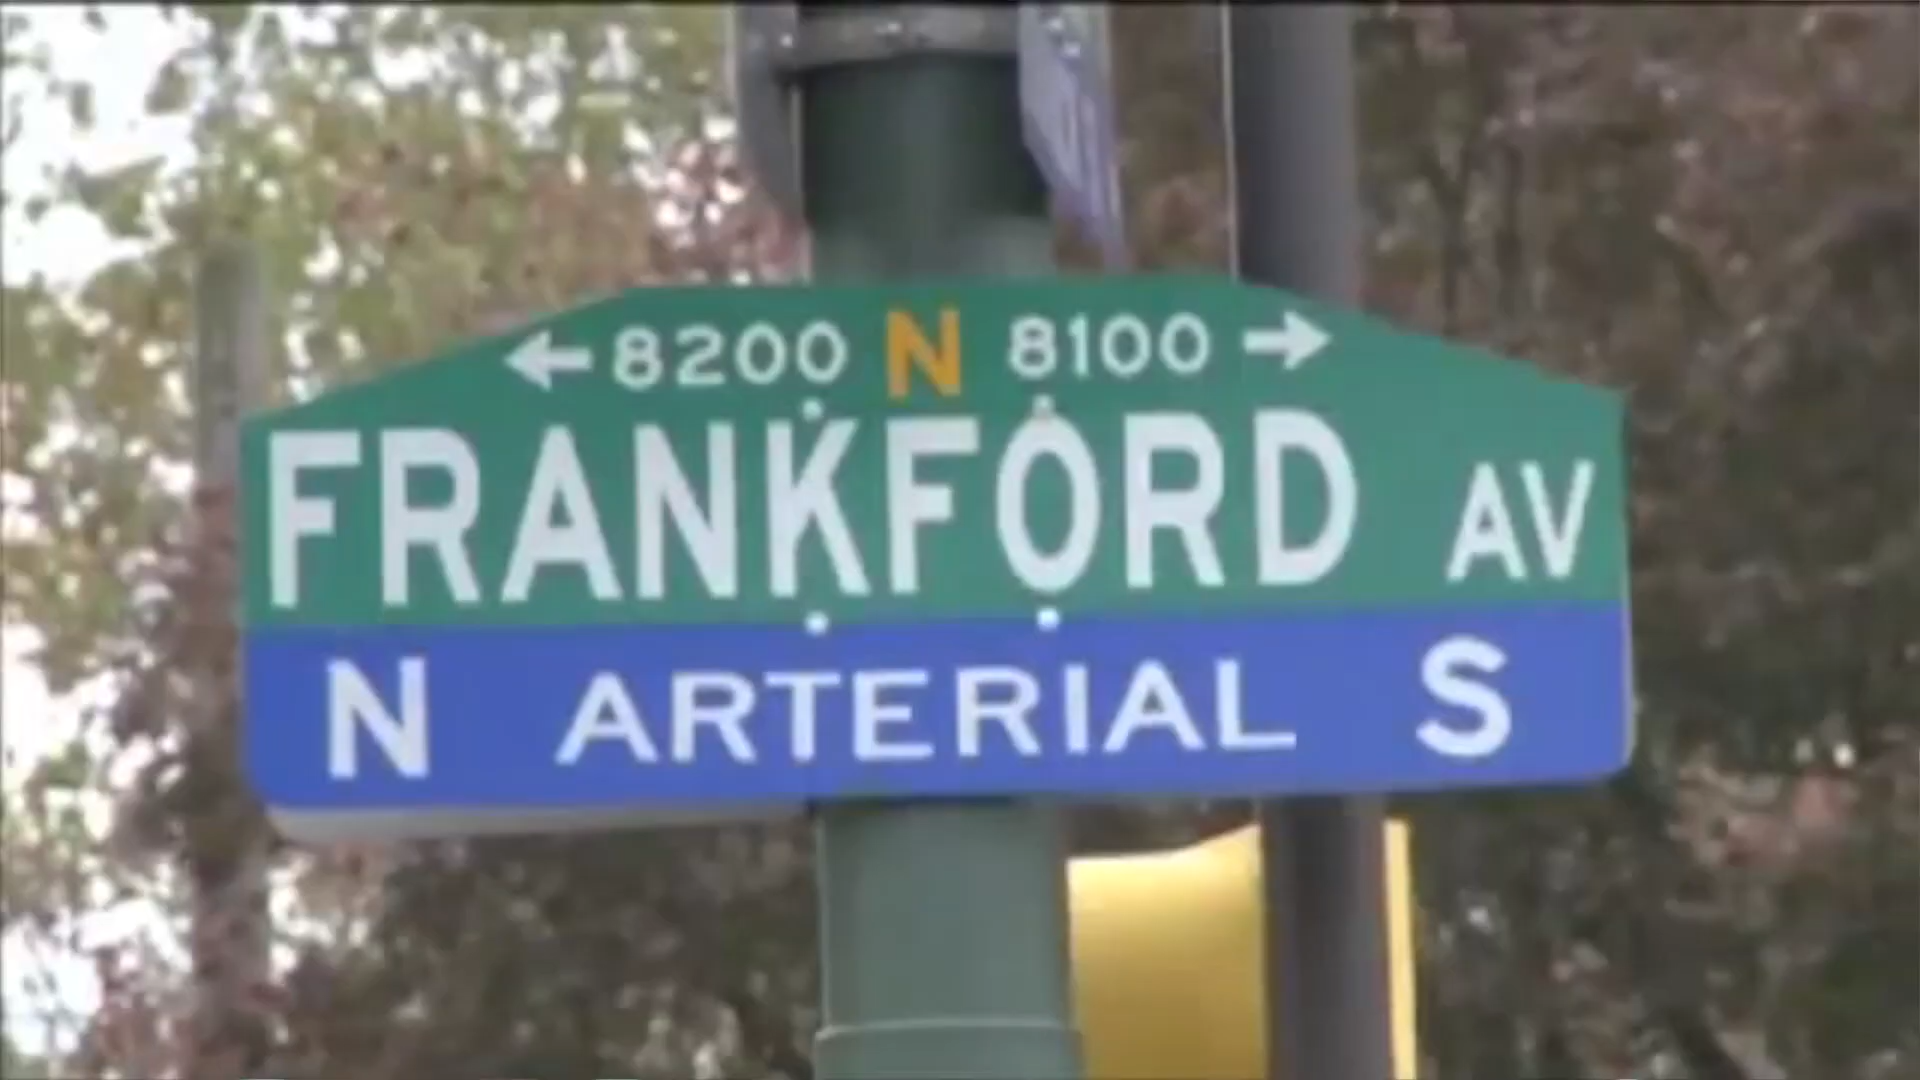 ← 8200 N 8100 →
FRANKFORD AV
N ARTERIAL S